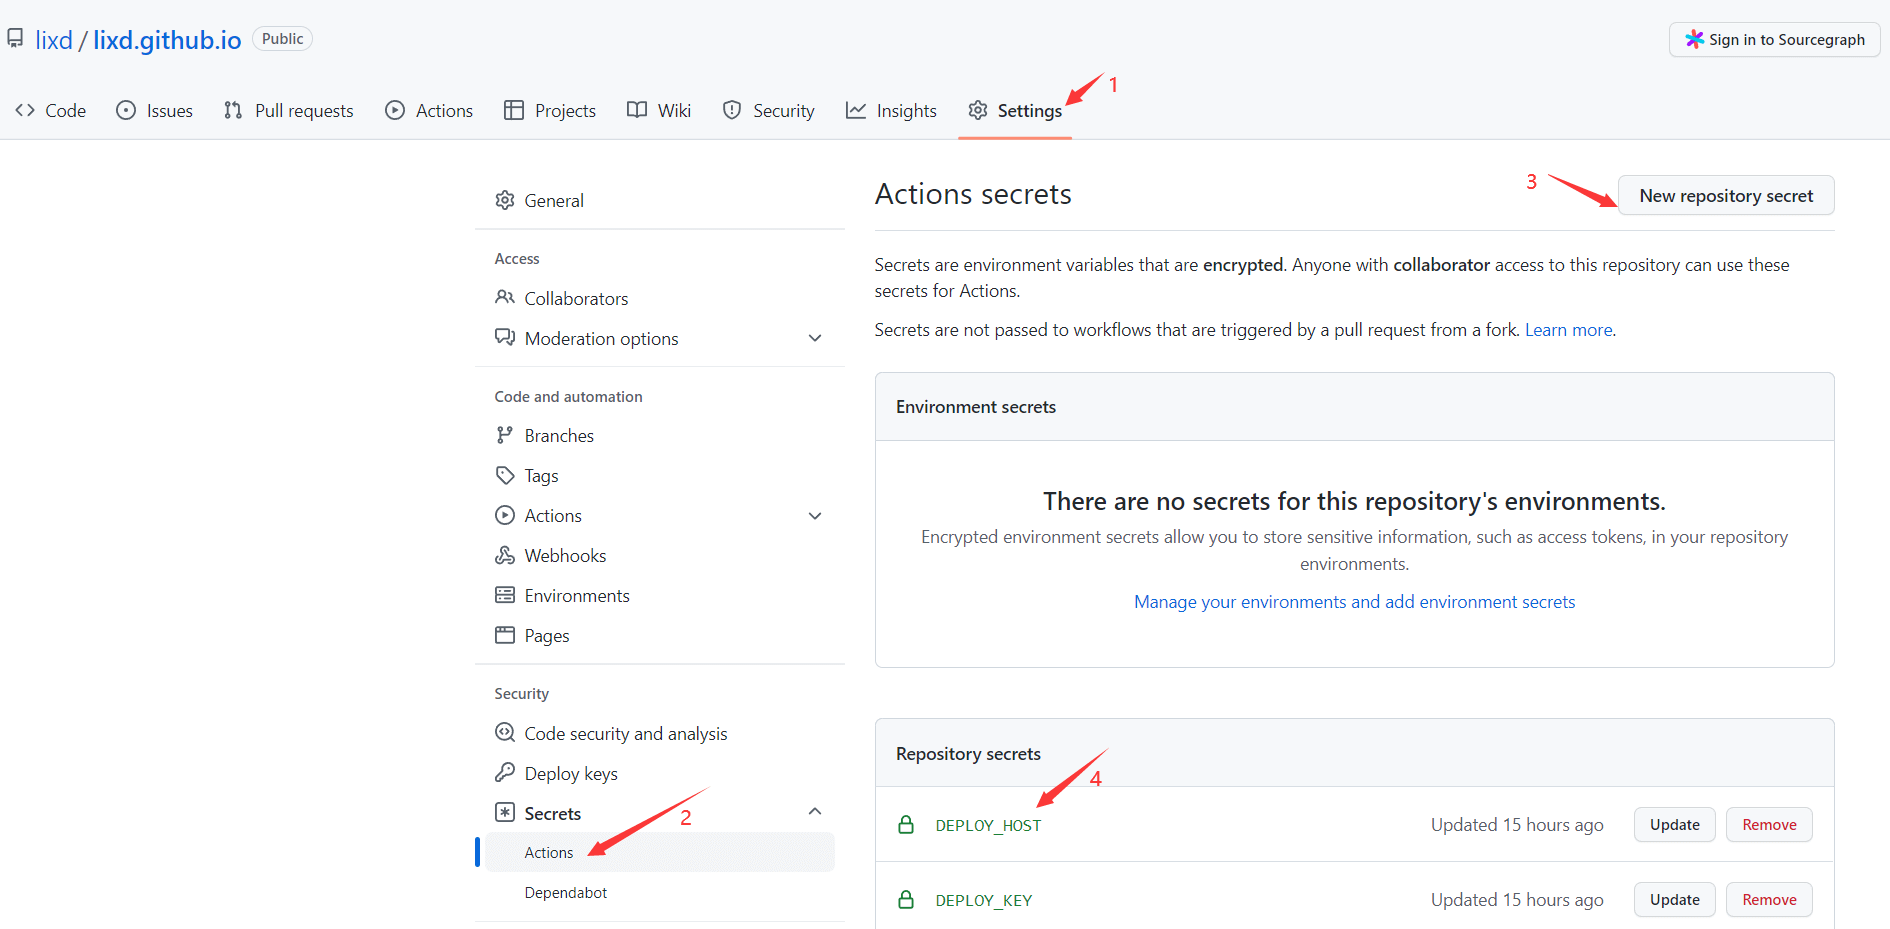 lixd / lixd.github.io Public
Sign in to Sourcegraph
Code Issues Pull requests Actions Projects Wiki Security Insights Settings
1
General
Access
Collaborators
Moderation options
Code and automation
Branches
Tags
Actions
Webhooks
Environments
Pages
Security
Code security and analysis
Deploy keys
Secrets
2
Actions
Dependabot
Actions secrets
3
New repository secret
Secrets are environment variables that are encrypted. Anyone with collaborator access to this repository can use these
secrets for Actions.
Secrets are not passed to workflows that are triggered by a pull request from a fork. Learn more.
Environment secrets
There are no secrets for this repository's environments.
Encrypted environment secrets allow you to store sensitive information, such as access tokens, in your repository
environments.
Manage your environments and add environment secrets
Repository secrets
4
DEPLOY_HOST Updated 15 hours ago Update Remove
DEPLOY_KEY Updated 15 hours ago Update Remove